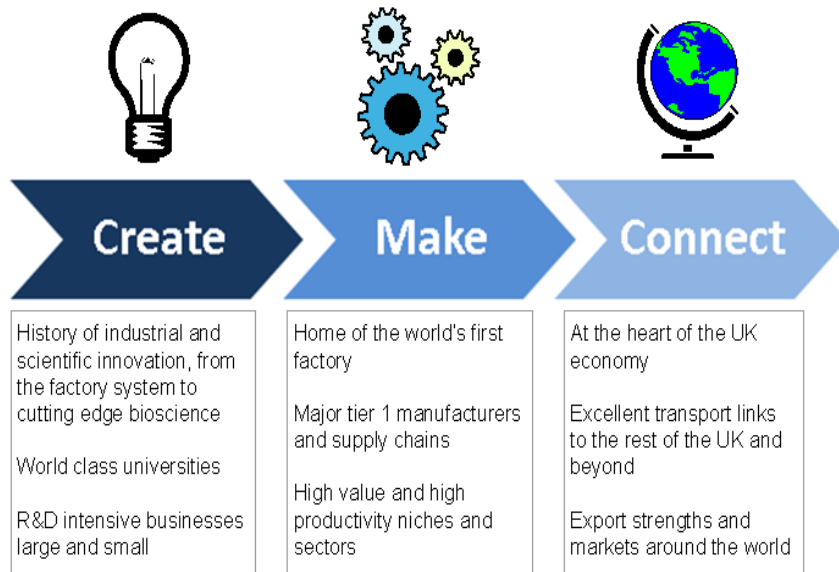 Create
Make
Connect
History of industrial and
scientific innovation, from
the factory system to
cutting edge bioscience
World class universities
R&D intensive businesses
large and small
Home of the world's first
factory
Major tier 1 manufacturers
and supply chains
High value and high
productivity niches and
sectors
At the heart of the UK
economy
Excellent transport links
to the rest of the UK and
beyond
Export strengths and
markets around the world